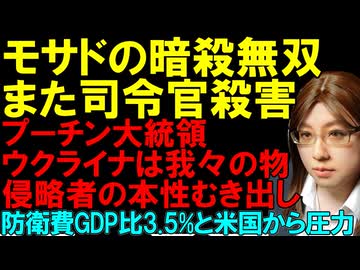 モサドの暗殺無双
また司令官殺害
プーチン大統領
ウクライナは我々の物
侵略者の本性むき出し
防衛費GDP比3.5%と米国から圧力